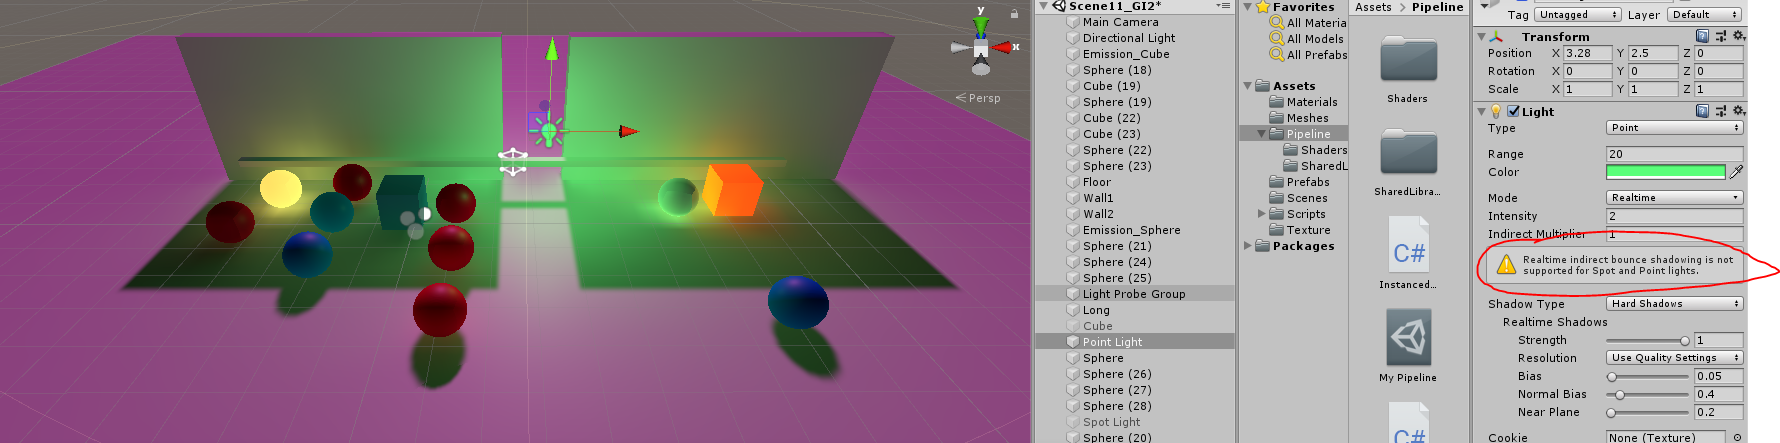 y
x
Persp
Scene11_GI2*
Main Camera
Directional Light
Emission_Cube
Sphere (18)
Cube (19)
Sphere (19)
Cube (22)
Cube (23)
Sphere (22)
Sphere (23)
Floor
Wall1
Wall2
Emission_Sphere
Sphere (21)
Sphere (24)
Sphere (25)
Light Probe Group
Long
Cube
Point Light
Sphere
Sphere (26)
Sphere (27)
Sphere (28)
Spot Light
Sphere (20)
Favorites
All Materia
All Models
All Prefabs
Assets
Materials
Meshes
Pipeline
Shaders
SharedL
Prefabs
Scenes
Scripts
Texture
Packages
Assets Pipeline
Shaders
SharedLibra...
C#
Instanced...
My Pipeline
C#
Tag Untagged Layer Default
Transform
Position X 3.28 Y 2.5 Z 0
Rotation X 0 Y 0 Z 0
Scale X 1 Y 1 Z 1
Light
Type Point
Range 20
Color
Mode Realtime
Intensity 2
Indirect Multiplier 1
Realtime indirect bounce shadowing is not
supported for Spot and Point lights.
Shadow Type Hard Shadows
Realtime Shadows
Strength 1
Resolution Use Quality Settings
Bias 0.05
Normal Bias 0.4
Near Plane 0.2
Cookie None (Texture)